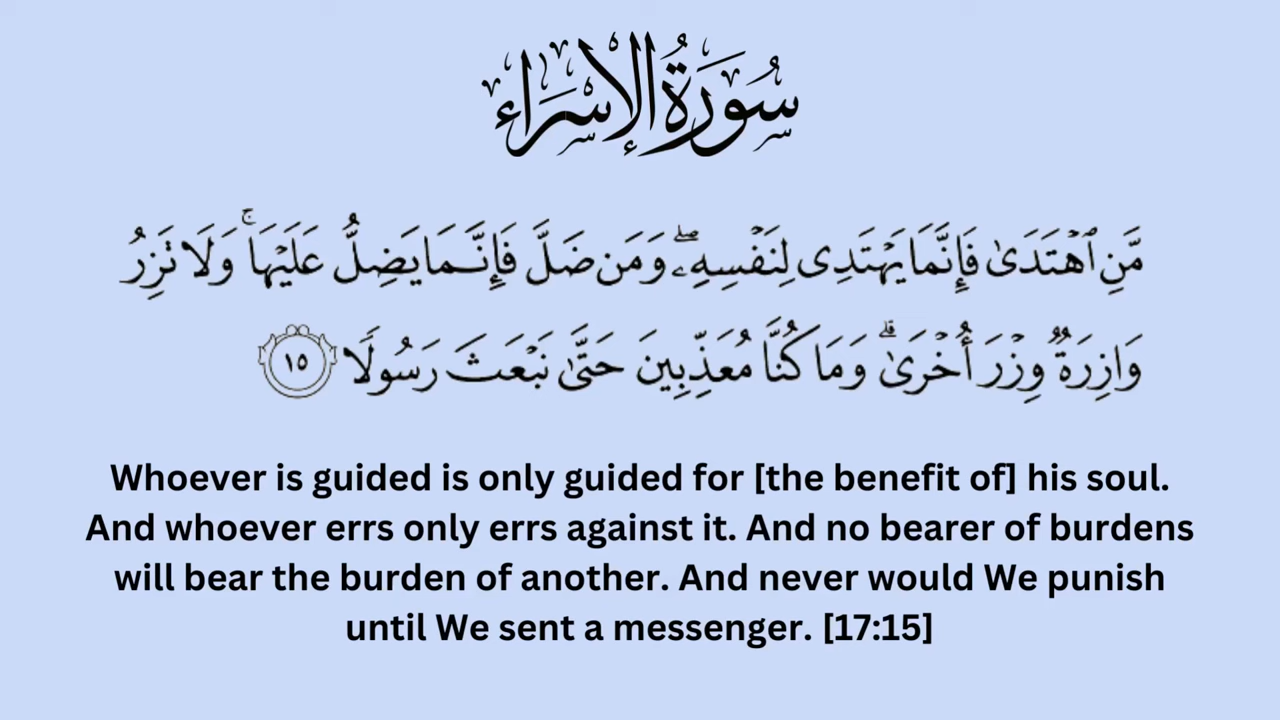 سُورَةُ الإِسْرَاء
مَّنِ ٱهْتَدَىٰ فَإِنَّمَا يَهْتَدِى لِنَفْسِهِۦ ۖ وَمَن ضَلَّ فَإِنَّمَا يَضِلُّ عَلَيْهَا ۚ وَلَا تَزِرُ
وَازِرَةٌ وِزْرَ أُخْرَىٰ ۗ وَمَا كُنَّا مُعَذِّبِينَ حَتَّىٰ نَبْعَثَ رَسُولًا ١٥
Whoever is guided is only guided for [the benefit of] his soul.
And whoever errs only errs against it. And no bearer of burdens
will bear the burden of another. And never would We punish
until We sent a messenger. [17:15]